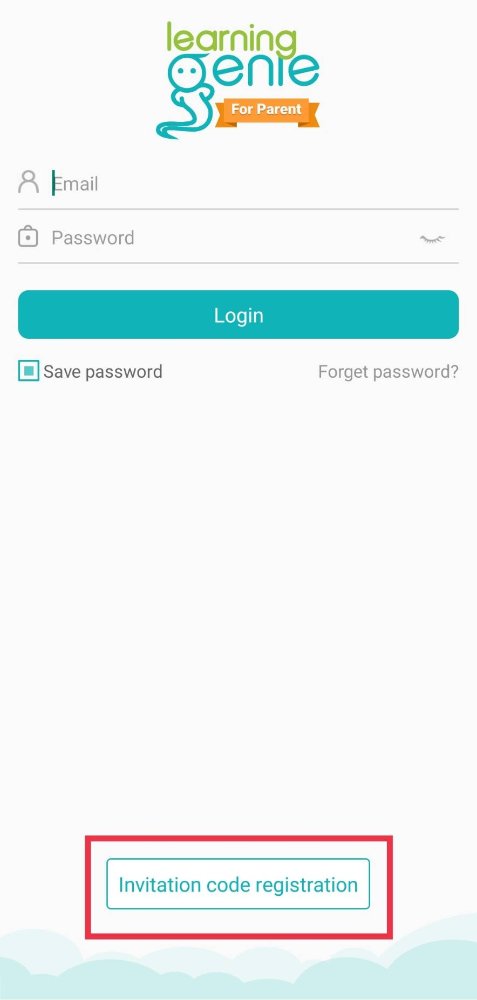 learning
genie
For Parent
Email
Password
Login
Save password
Forget password?
Invitation code registration